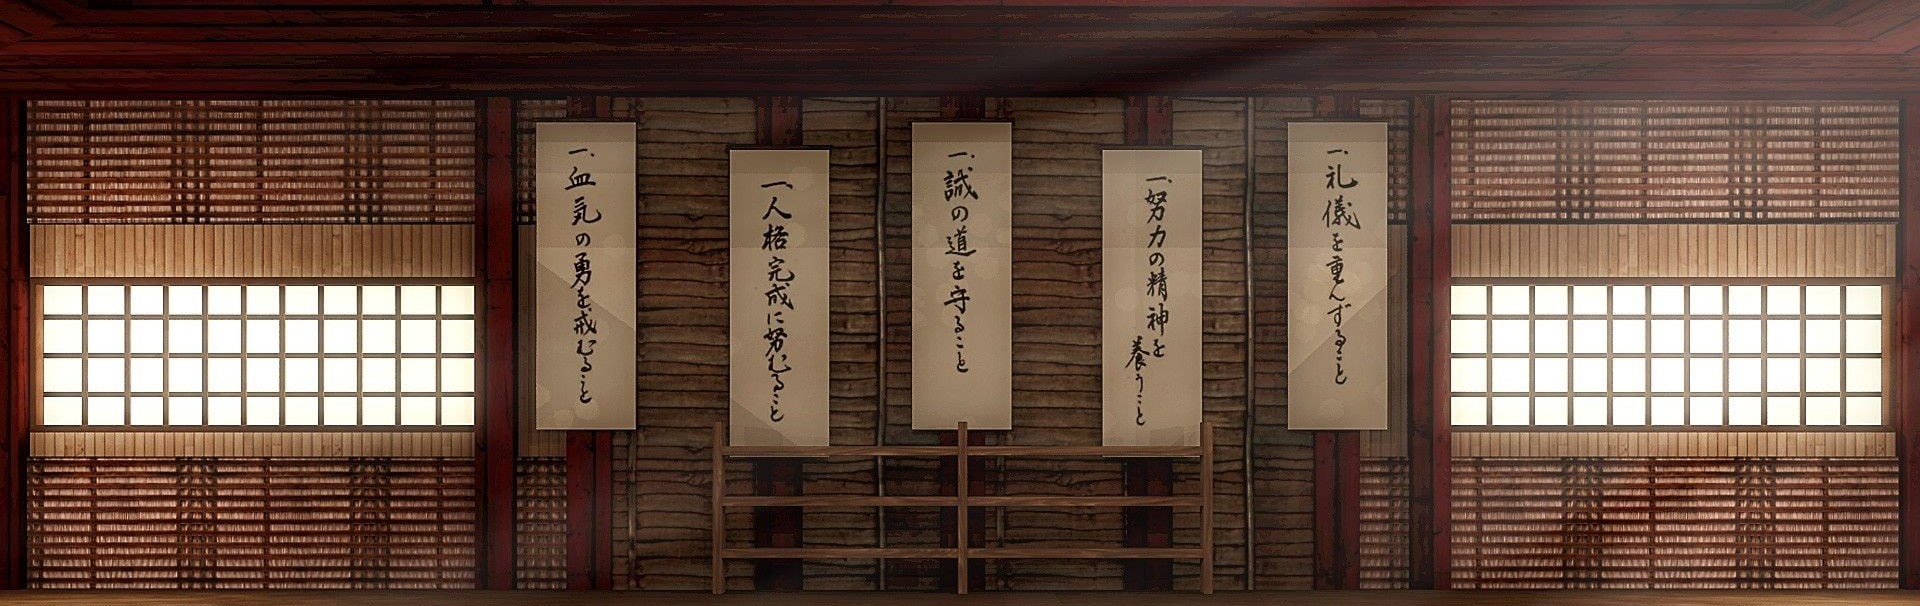 一、礼儀を重んずること
一、努力の精神を
養うこと
一、誠の道を守ること
一、人格完成に努むること
一、血気の勇を戒むること